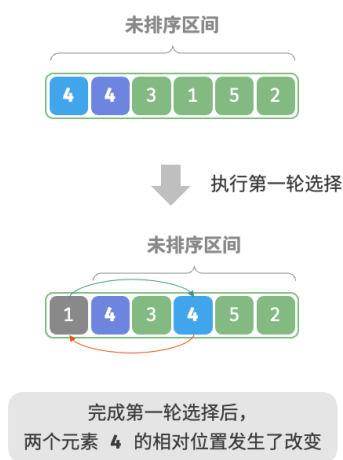 未排序区间
4 4 3 1 5 2
执行第一轮选择
未排序区间
1 4 3 4 5 2
完成第一轮选择后，
两个元素 4 的相对位置发生了改变